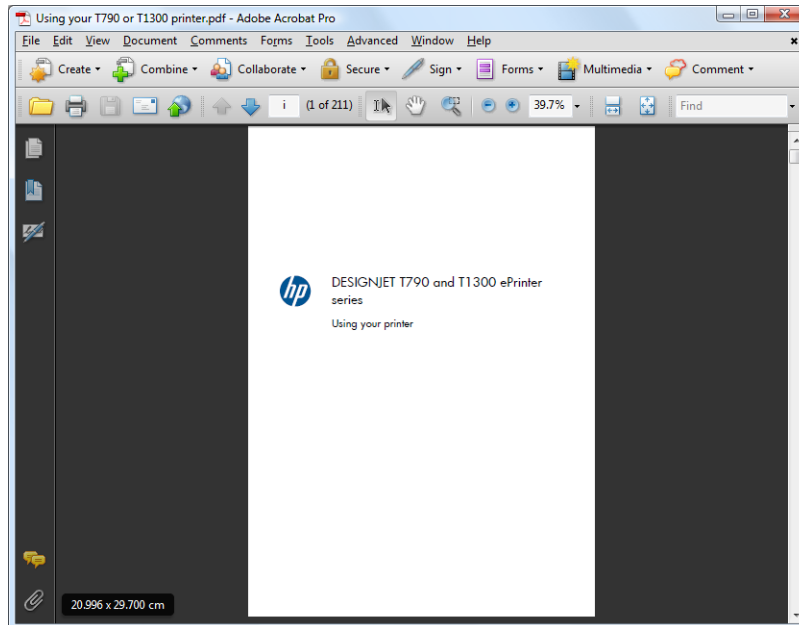 Using your T790 or T1300 printer.pdf - Adobe Acrobat Pro
File Edit View Document Comments Forms Tools Advanced Window Help
Create Combine Collaborate Secure Sign Forms Multimedia Comment
i (1 of 211) 39.7% Find
hp
DESIGNJET T790 and T1300 ePrinter
series
Using your printer
20.996 x 29.700 cm